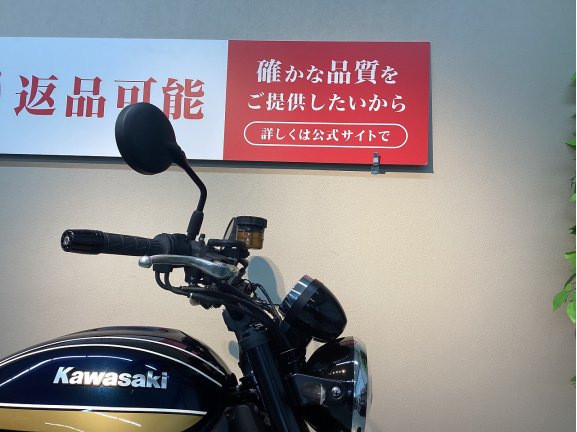 返品可能
確かな品質を
ご提供したいから
詳しくは公式サイトで
Kawasaki